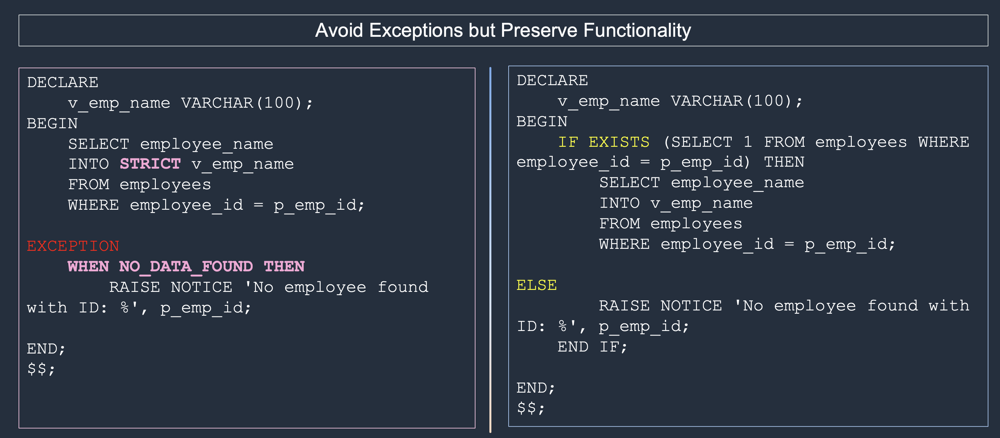 Avoid Exceptions but Preserve Functionality
DECLARE
    v_emp_name VARCHAR(100);
BEGIN
    SELECT employee_name
    INTO STRICT v_emp_name
    FROM employees
    WHERE employee_id = p_emp_id;
EXCEPTION
    WHEN NO_DATA_FOUND THEN
        RAISE NOTICE 'No employee found
with ID: %', p_emp_id;
END;
$$;
DECLARE
    v_emp_name VARCHAR(100);
BEGIN
    IF EXISTS (SELECT 1 FROM employees WHERE
employee_id = p_emp_id) THEN
        SELECT employee_name
        INTO v_emp_name
        FROM employees
        WHERE employee_id = p_emp_id;
ELSE
        RAISE NOTICE 'No employee found with
ID: %', p_emp_id;
    END IF;
END;
$$;